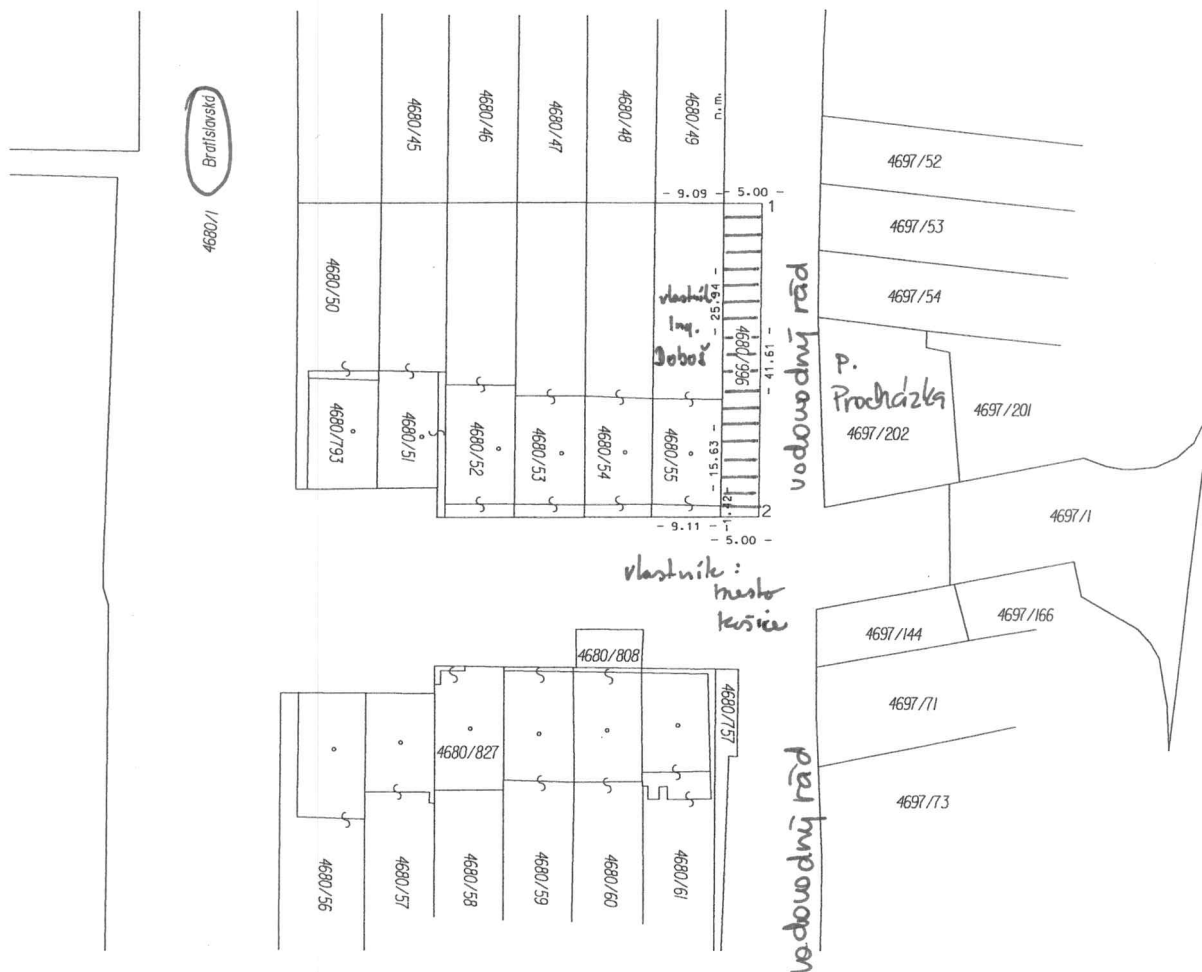 Bratislavská
4680/1
4680/45
4680/46
4680/47
4680/48
4680/49
n.m.
4697/52
4697/53
4697/54
- 9.09 - 5.00 -
1
4680/50
vlastník
Ing.
Doboš
- 25.94 -
4680/996
- 41.61 -
vodovodný rád
P.
Procházka
4697/202
4697/201
4680/793
4680/51
4680/52
4680/53
4680/54
4680/55
- 15.63 -
1.42
2
- 9.11 -
- 5.00 -
4697/1
vlastník:
mesto
Košice
4697/144
4697/166
4680/808
4680/757
4697/71
4680/827
vodovodný rád
4697/73
4680/56
4680/57
4680/58
4680/59
4680/60
4680/61